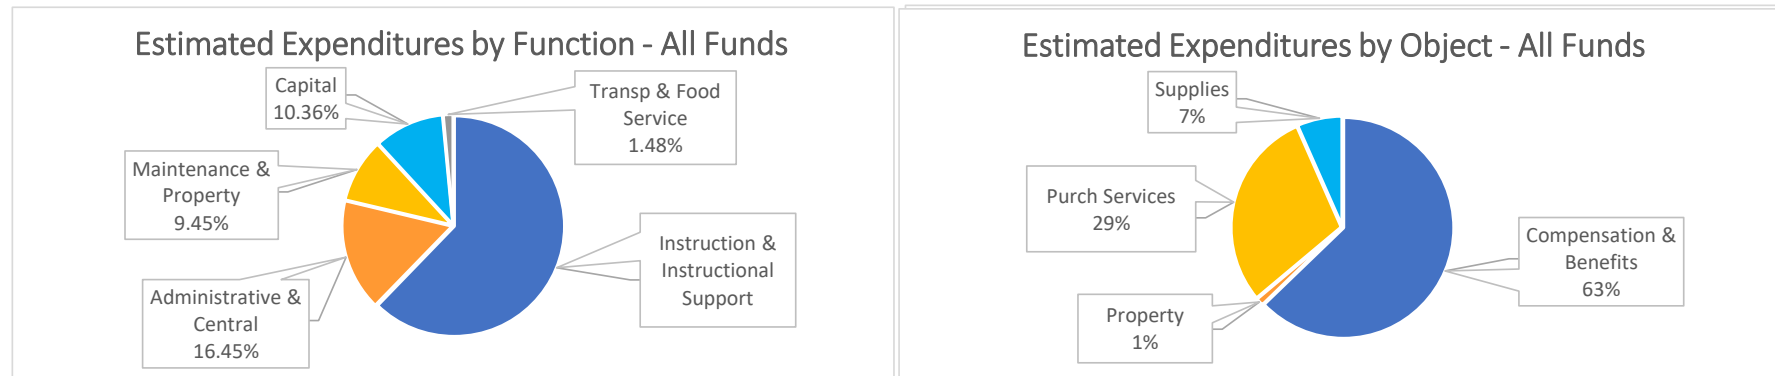 Estimated Expenditures by Function - All Funds
Capital
10.36%
Transp & Food
Service
1.48%
Maintenance &
Property
9.45%
Instruction &
Instructional
Support
Administrative &
Central
16.45%
Estimated Expenditures by Object - All Funds
Supplies
7%
Purch Services
29%
Compensation &
Benefits
63%
Property
1%